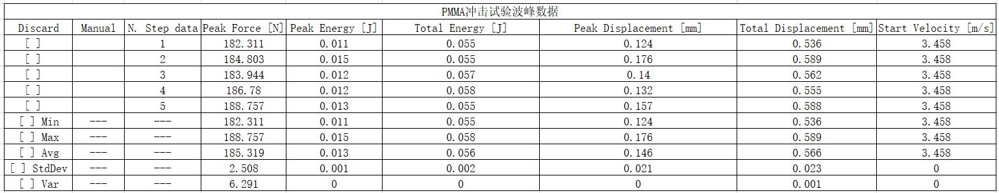 PMMA冲击试验波峰数据
Discard Manual N. Step data Peak Force [N] Peak Energy [J] Total Energy [J] Peak Displacement [mm] Total Displacement [mm] Start Velocity [m/s]
[ ] 1 182.311 0.011 0.055 0.124 0.536 3.458
[ ] 2 184.803 0.015 0.055 0.176 0.589 3.458
[ ] 3 183.944 0.012 0.057 0.14 0.562 3.458
[ ] 4 186.78 0.012 0.058 0.132 0.555 3.458
[ ] 5 188.757 0.013 0.055 0.157 0.588 3.458
[ ] Min --- --- 182.311 0.011 0.055 0.124 0.536 3.458
[ ] Max --- --- 188.757 0.015 0.058 0.176 0.589 3.458
[ ] Avg --- --- 185.319 0.013 0.056 0.146 0.566 3.458
[ ] StdDev --- --- 2.508 0.001 0.002 0.021 0.023 0
[ ] Var --- --- 6.291 0 0 0 0.001 0